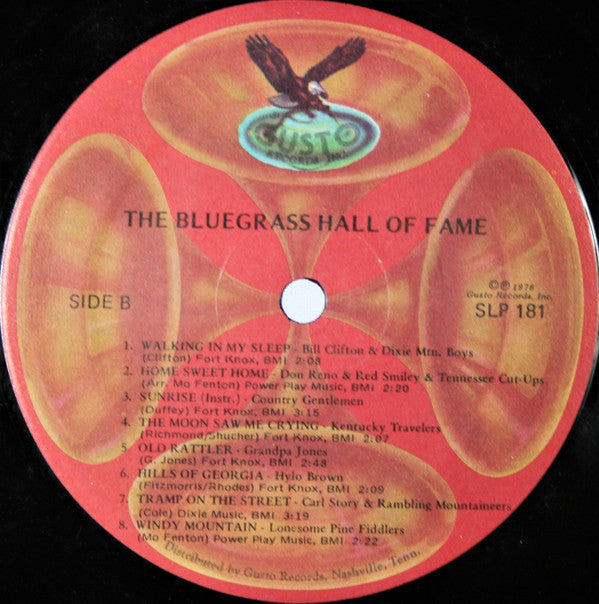 GUSTO
RECORDS INC.
THE BLUEGRASS HALL OF FAME
SIDE B
©℗ 1978
Gusto Records, Inc.
SLP 181
1. WALKING IN MY SLEEP - Bill Clifton & Dixie Mtn. Boys
(Clifton) Fort Knox, BMI 2:08
2. HOME SWEET HOME - Don Reno & Red Smiley & Tennessee Cut-Ups
(Arr. Mo Fenton) Power Play Music, BMI 2:20
3. SUNRISE (Instr.) - Country Gentlemen
(Duffey) Fort Knox, BMI 3:15
4. THE MOON SAW ME CRYING - Kentucky Travelers
(Richmond/Shucher) Fort Knox, BMI 2:07
5 OLD RATTLER - Grandpa Jones
(G. Jones) Fort Knox, BMI 2:48
6. HILLS OF GEORGIA - Hylo Brown
(Fitzmorris/Rhodes) Fort Knox, BMI 2:09
7. TRAMP ON THE STREET - Carl Story & Rambling Mountaineers
(Cole) Dixie Music, BMI 3:19
8. WINDY MOUNTAIN - Lonesome Pine Fiddlers
(Mo Fenton) Power Play Music, BMI 2:22
Distributed by Gusto Records, Nashville, Tenn.